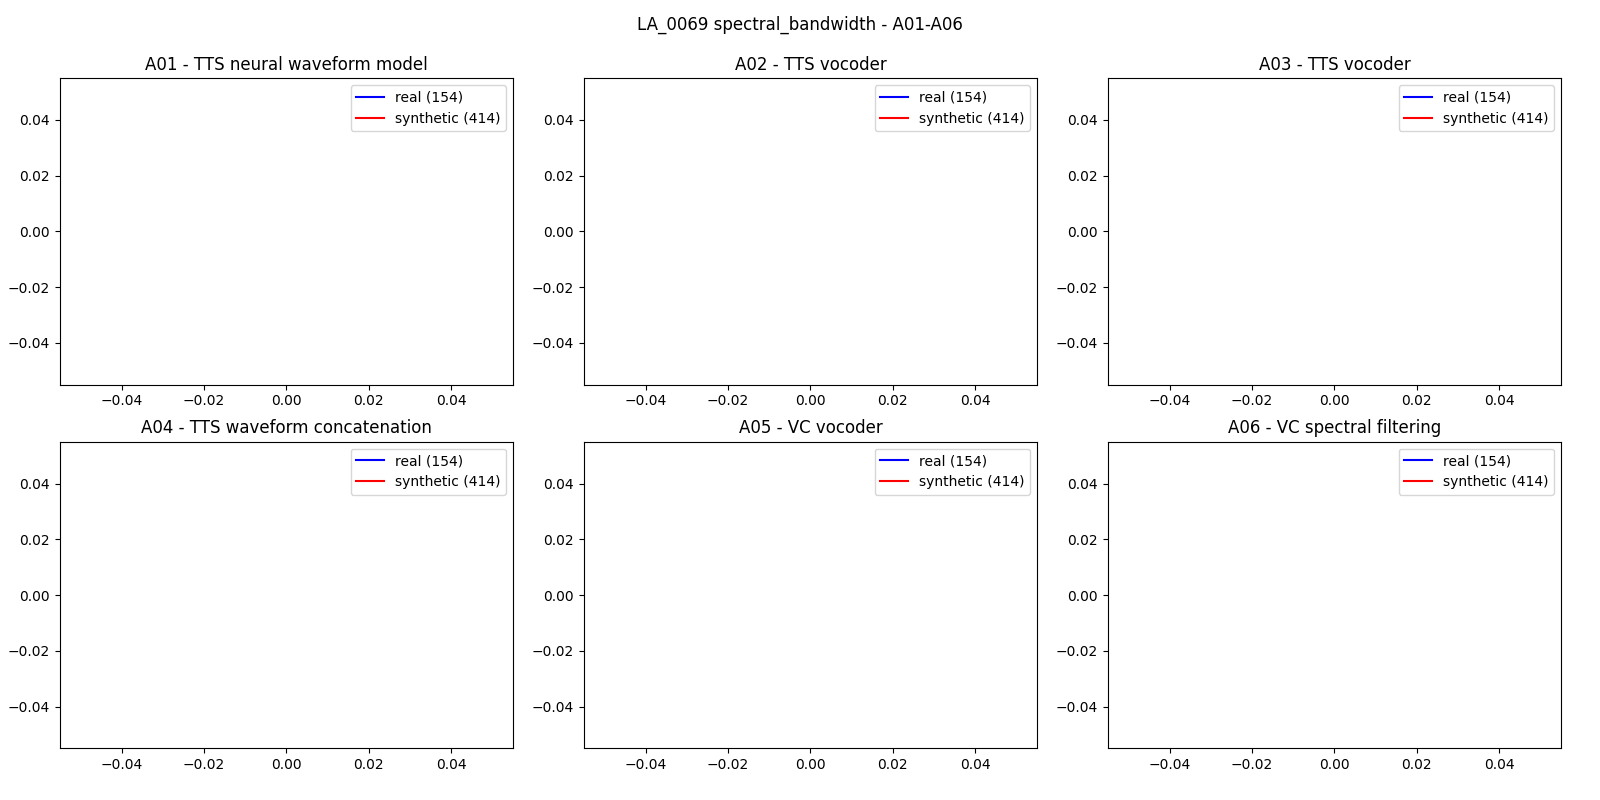 LA_0069 spectral_bandwidth - A01-A06
A01 - TTS neural waveform model
real (154)
synthetic (414)
0.04
0.02
0.00
−0.02
−0.04
−0.04 −0.02 0.00 0.02 0.04
A02 - TTS vocoder
real (154)
synthetic (414)
0.04
0.02
0.00
−0.02
−0.04
−0.04 −0.02 0.00 0.02 0.04
A03 - TTS vocoder
real (154)
synthetic (414)
0.04
0.02
0.00
−0.02
−0.04
−0.04 −0.02 0.00 0.02 0.04
A04 - TTS waveform concatenation
real (154)
synthetic (414)
0.04
0.02
0.00
−0.02
−0.04
−0.04 −0.02 0.00 0.02 0.04
A05 - VC vocoder
real (154)
synthetic (414)
0.04
0.02
0.00
−0.02
−0.04
−0.04 −0.02 0.00 0.02 0.04
A06 - VC spectral filtering
real (154)
synthetic (414)
0.04
0.02
0.00
−0.02
−0.04
−0.04 −0.02 0.00 0.02 0.04